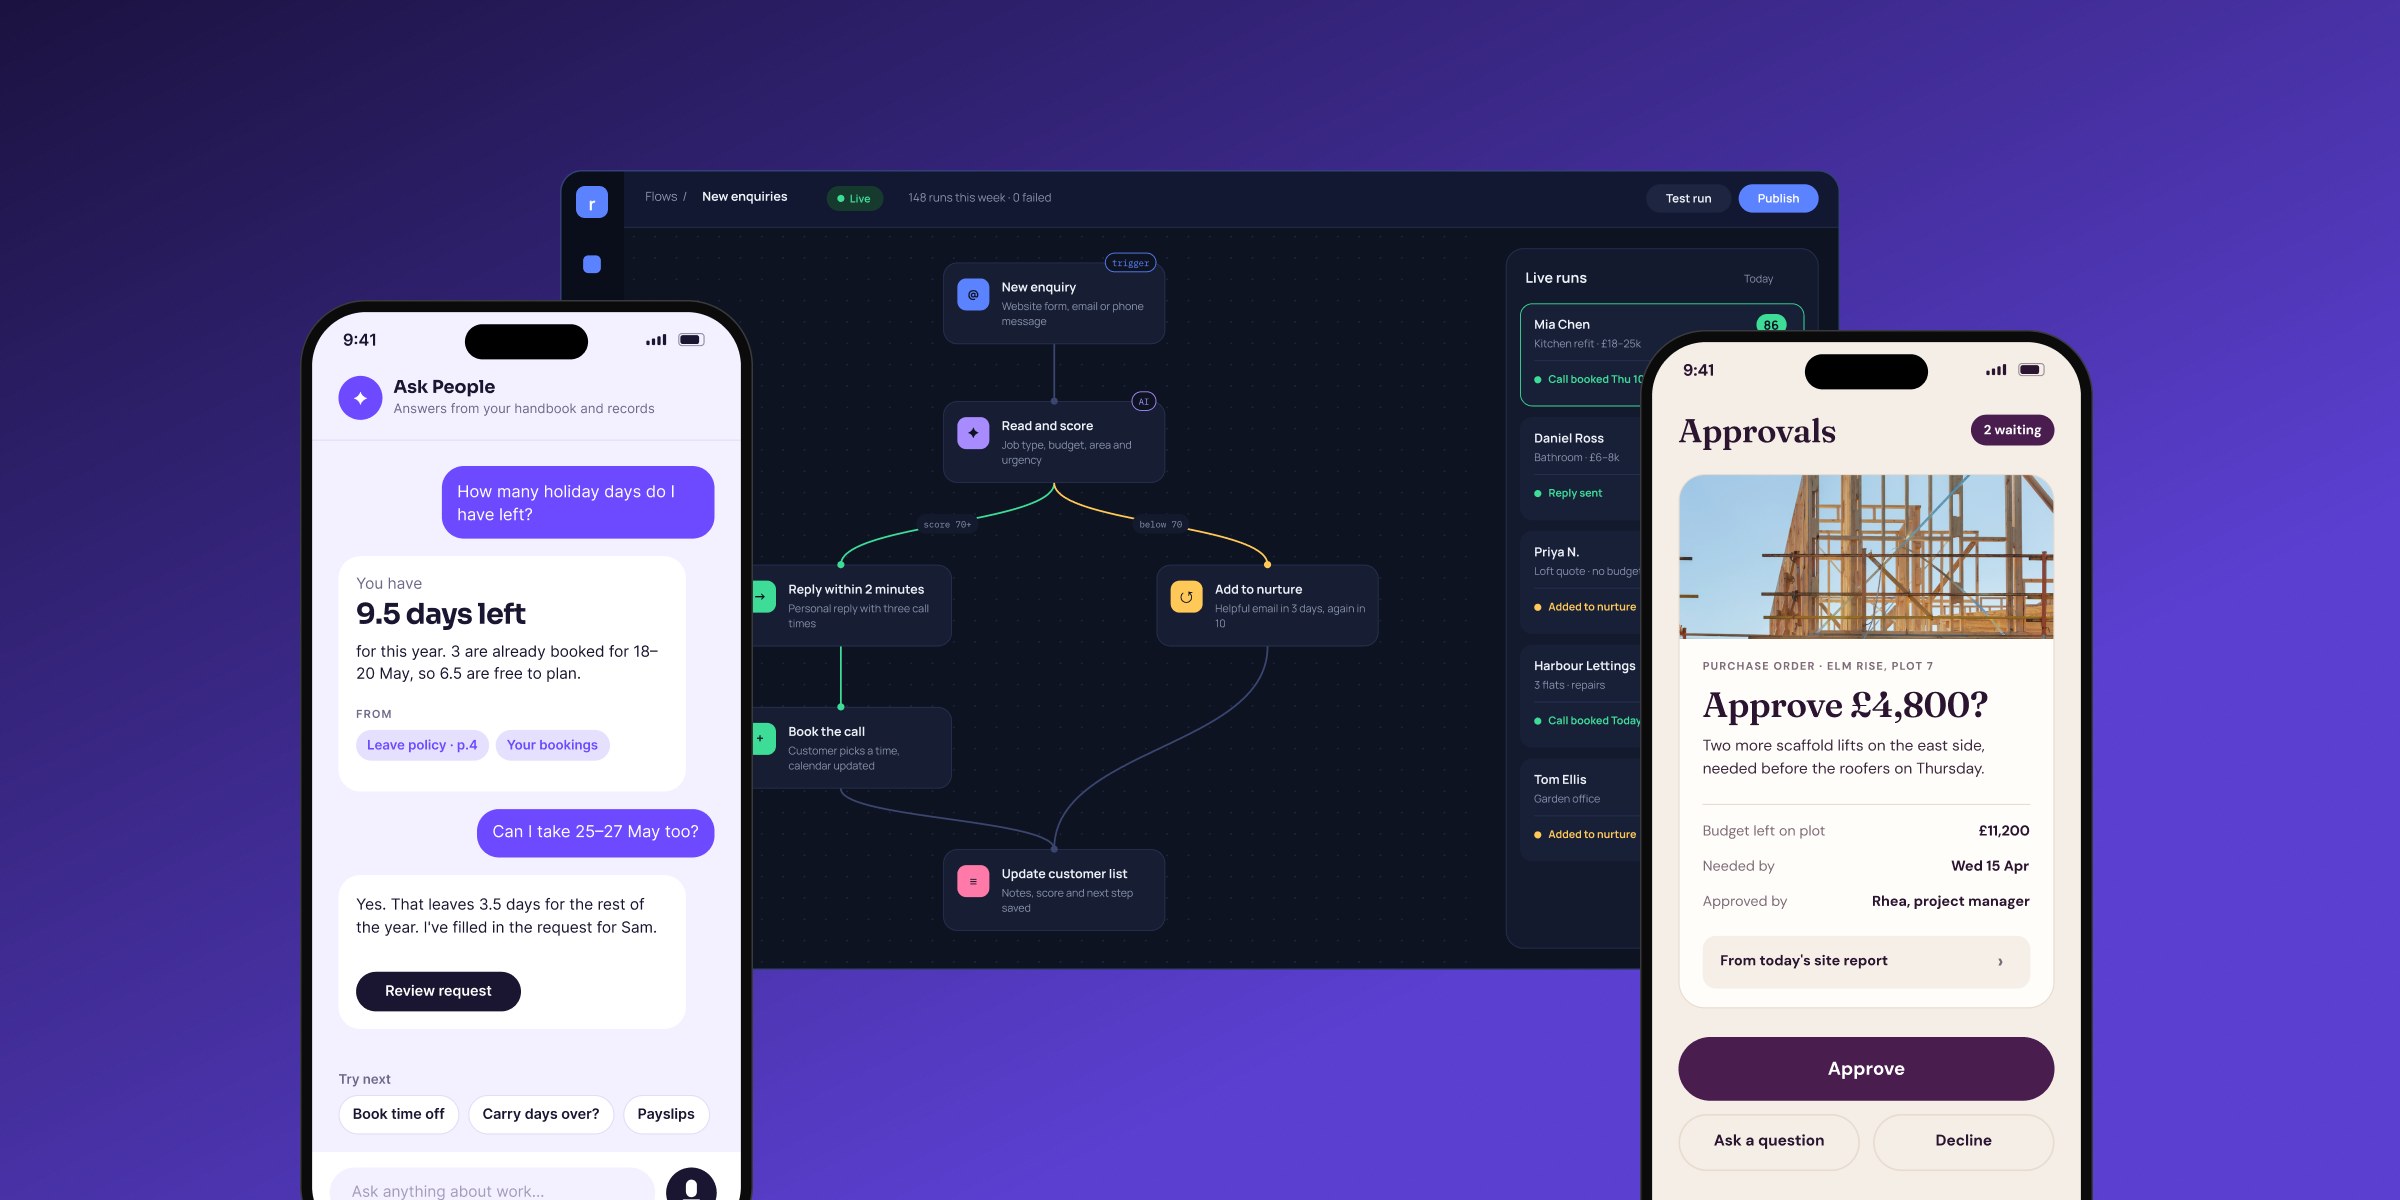 r
Flows / New enquiries
Live
148 runs this week · 0 failed
Test run
Publish
trigger
@
New enquiry
Website form, email or phone
message
AI
Read and score
Job type, budget, area and
urgency
score 70+
below 70
Reply within 2 minutes
Personal reply with three call
times
Add to nurture
Helpful email in 3 days, again in
10
Book the call
Customer picks a time,
calendar updated
Update customer list
Notes, score and next step
saved
Live runs
Today
Mia Chen
86
Kitchen refit · £18–25k
Call booked Thu 10
Daniel Ross
Bathroom · £6–8k
Reply sent
Priya N.
Loft quote · no budget
Added to nurture
Harbour Lettings
3 flats · repairs
Call booked Today
Tom Ellis
Garden office
Added to nurture
9:41
Ask People
Answers from your handbook and records
How many holiday days do I
have left?
You have
9.5 days left
for this year. 3 are already booked for 18–
20 May, so 6.5 are free to plan.
FROM
Leave policy · p.4
Your bookings
Can I take 25–27 May too?
Yes. That leaves 3.5 days for the rest of
the year. I've filled in the request for Sam.
Review request
Try next
Book time off
Carry days over?
Payslips
Ask anything about work...
9:41
Approvals
2 waiting
PURCHASE ORDER · ELM RISE, PLOT 7
Approve £4,800?
Two more scaffold lifts on the east side,
needed before the roofers on Thursday.
Budget left on plot £11,200
Needed by Wed 15 Apr
Approved by Rhea, project manager
From today's site report ›
Approve
Ask a question
Decline